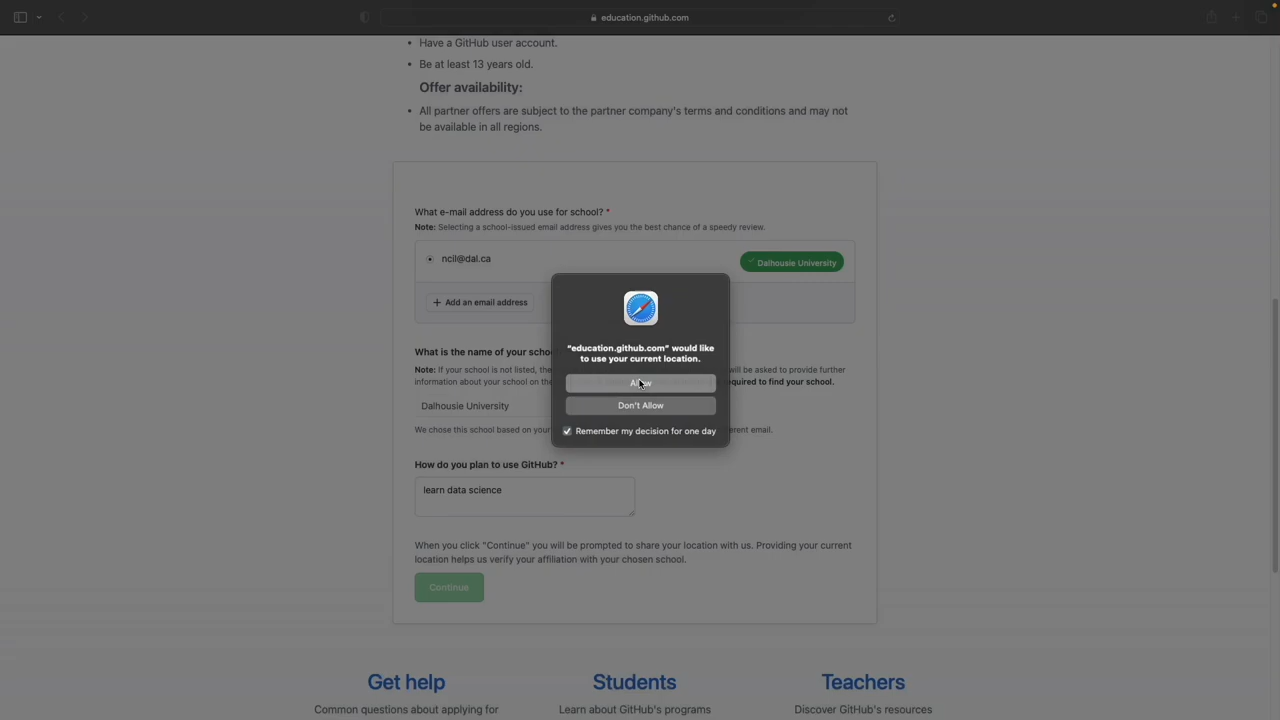 education.github.com
• Have a GitHub user account.
• Be at least 13 years old.
Offer availability:
• All partner offers are subject to the partner company's terms and conditions and may not
be available in all regions.
What e-mail address do you use for school? *
Note: Selecting a school-issued email address gives you the best chance of a speedy review.
ncil@dal.ca
Dalhousie University
+ Add an email address
"education.github.com" would like
to use your current location.
Allow
Don't Allow
Remember my decision for one day
What is the name of your school
Note: If your school is not listed, the will be asked to provide further
information about your school on the required to find your school.
Dalhousie University
We chose this school based on your erent email.
How do you plan to use GitHub? *
learn data science
When you click "Continue" you will be prompted to share your location with us. Providing your current
location helps us verify your affiliation with your chosen school.
Continue
Get help
Students
Teachers
Common questions about applying for
Learn about GitHub's programs
Discover GitHub's resources